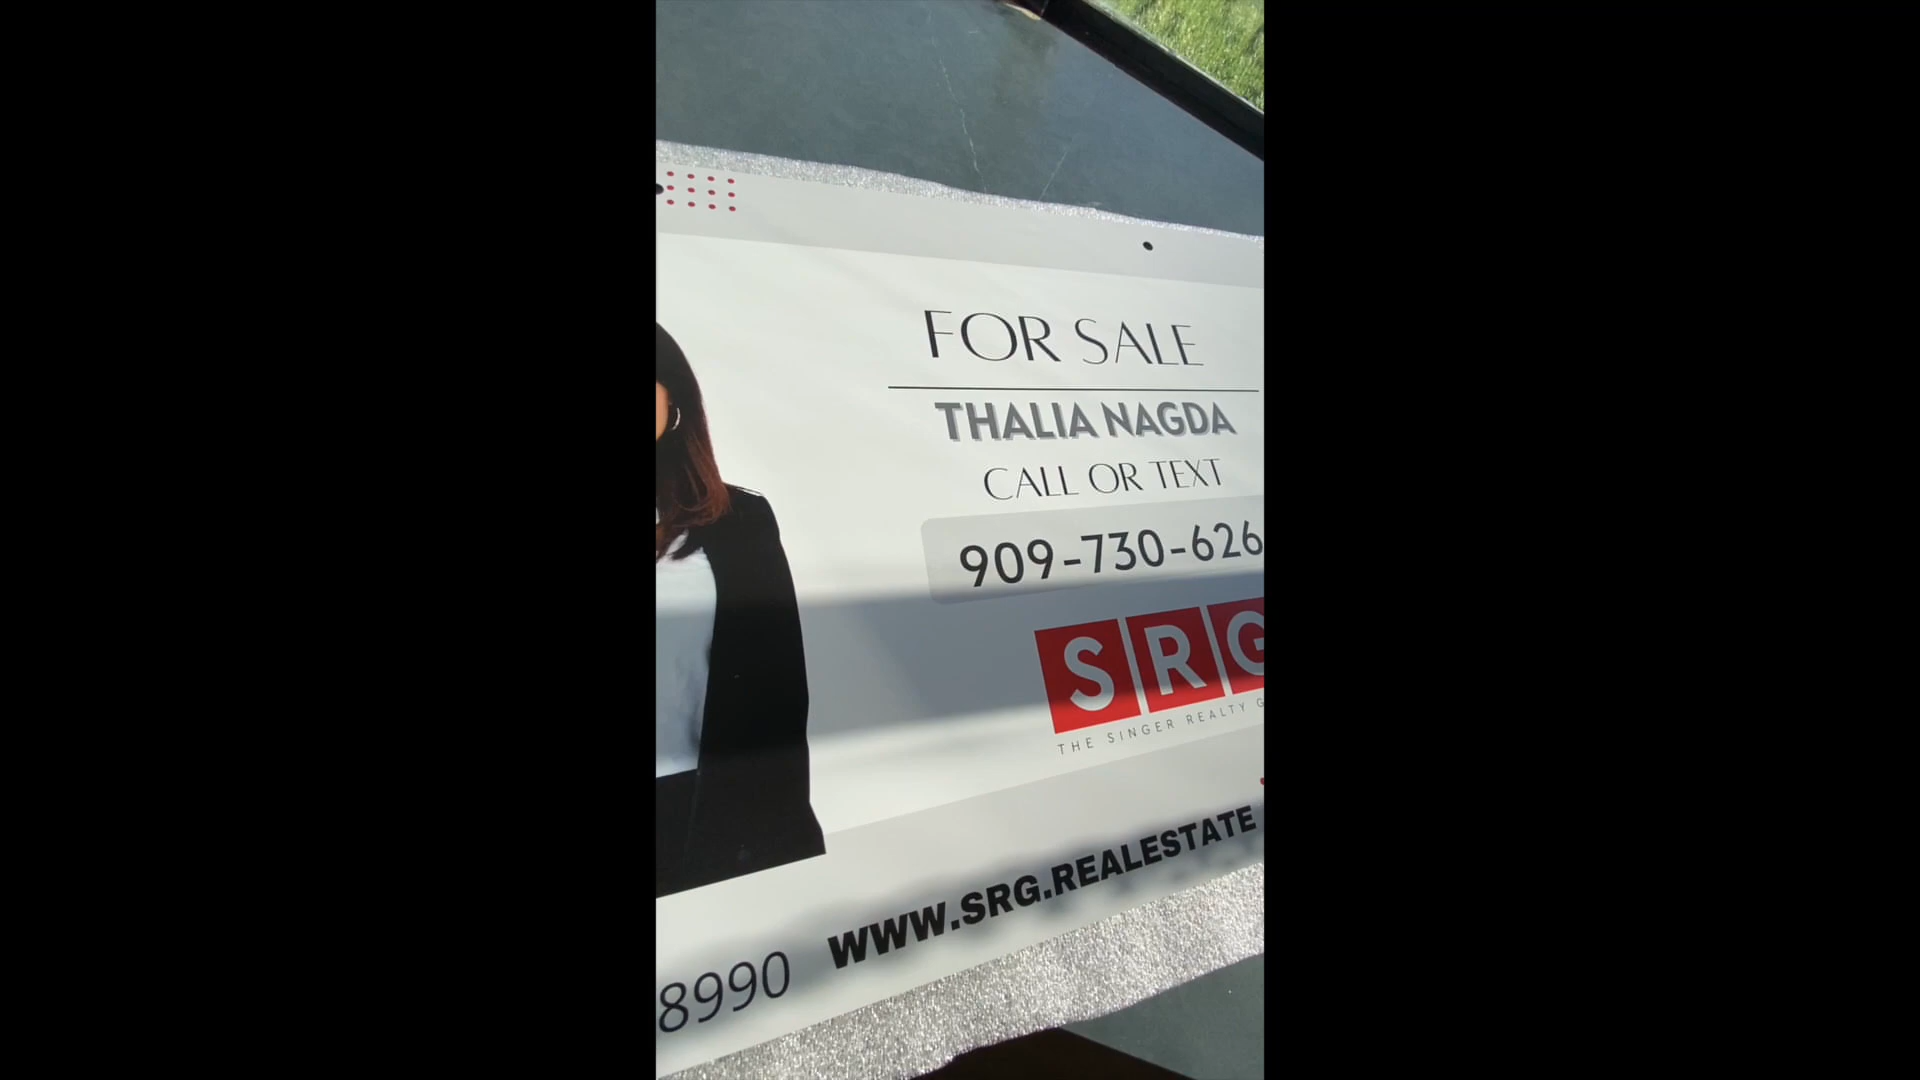 FOR SALE
THALIA NAGDA
CALL OR TEXT
909-730-626
SRG
THE SINGER REALTY G
WWW.SRG.REALESTATE
8990